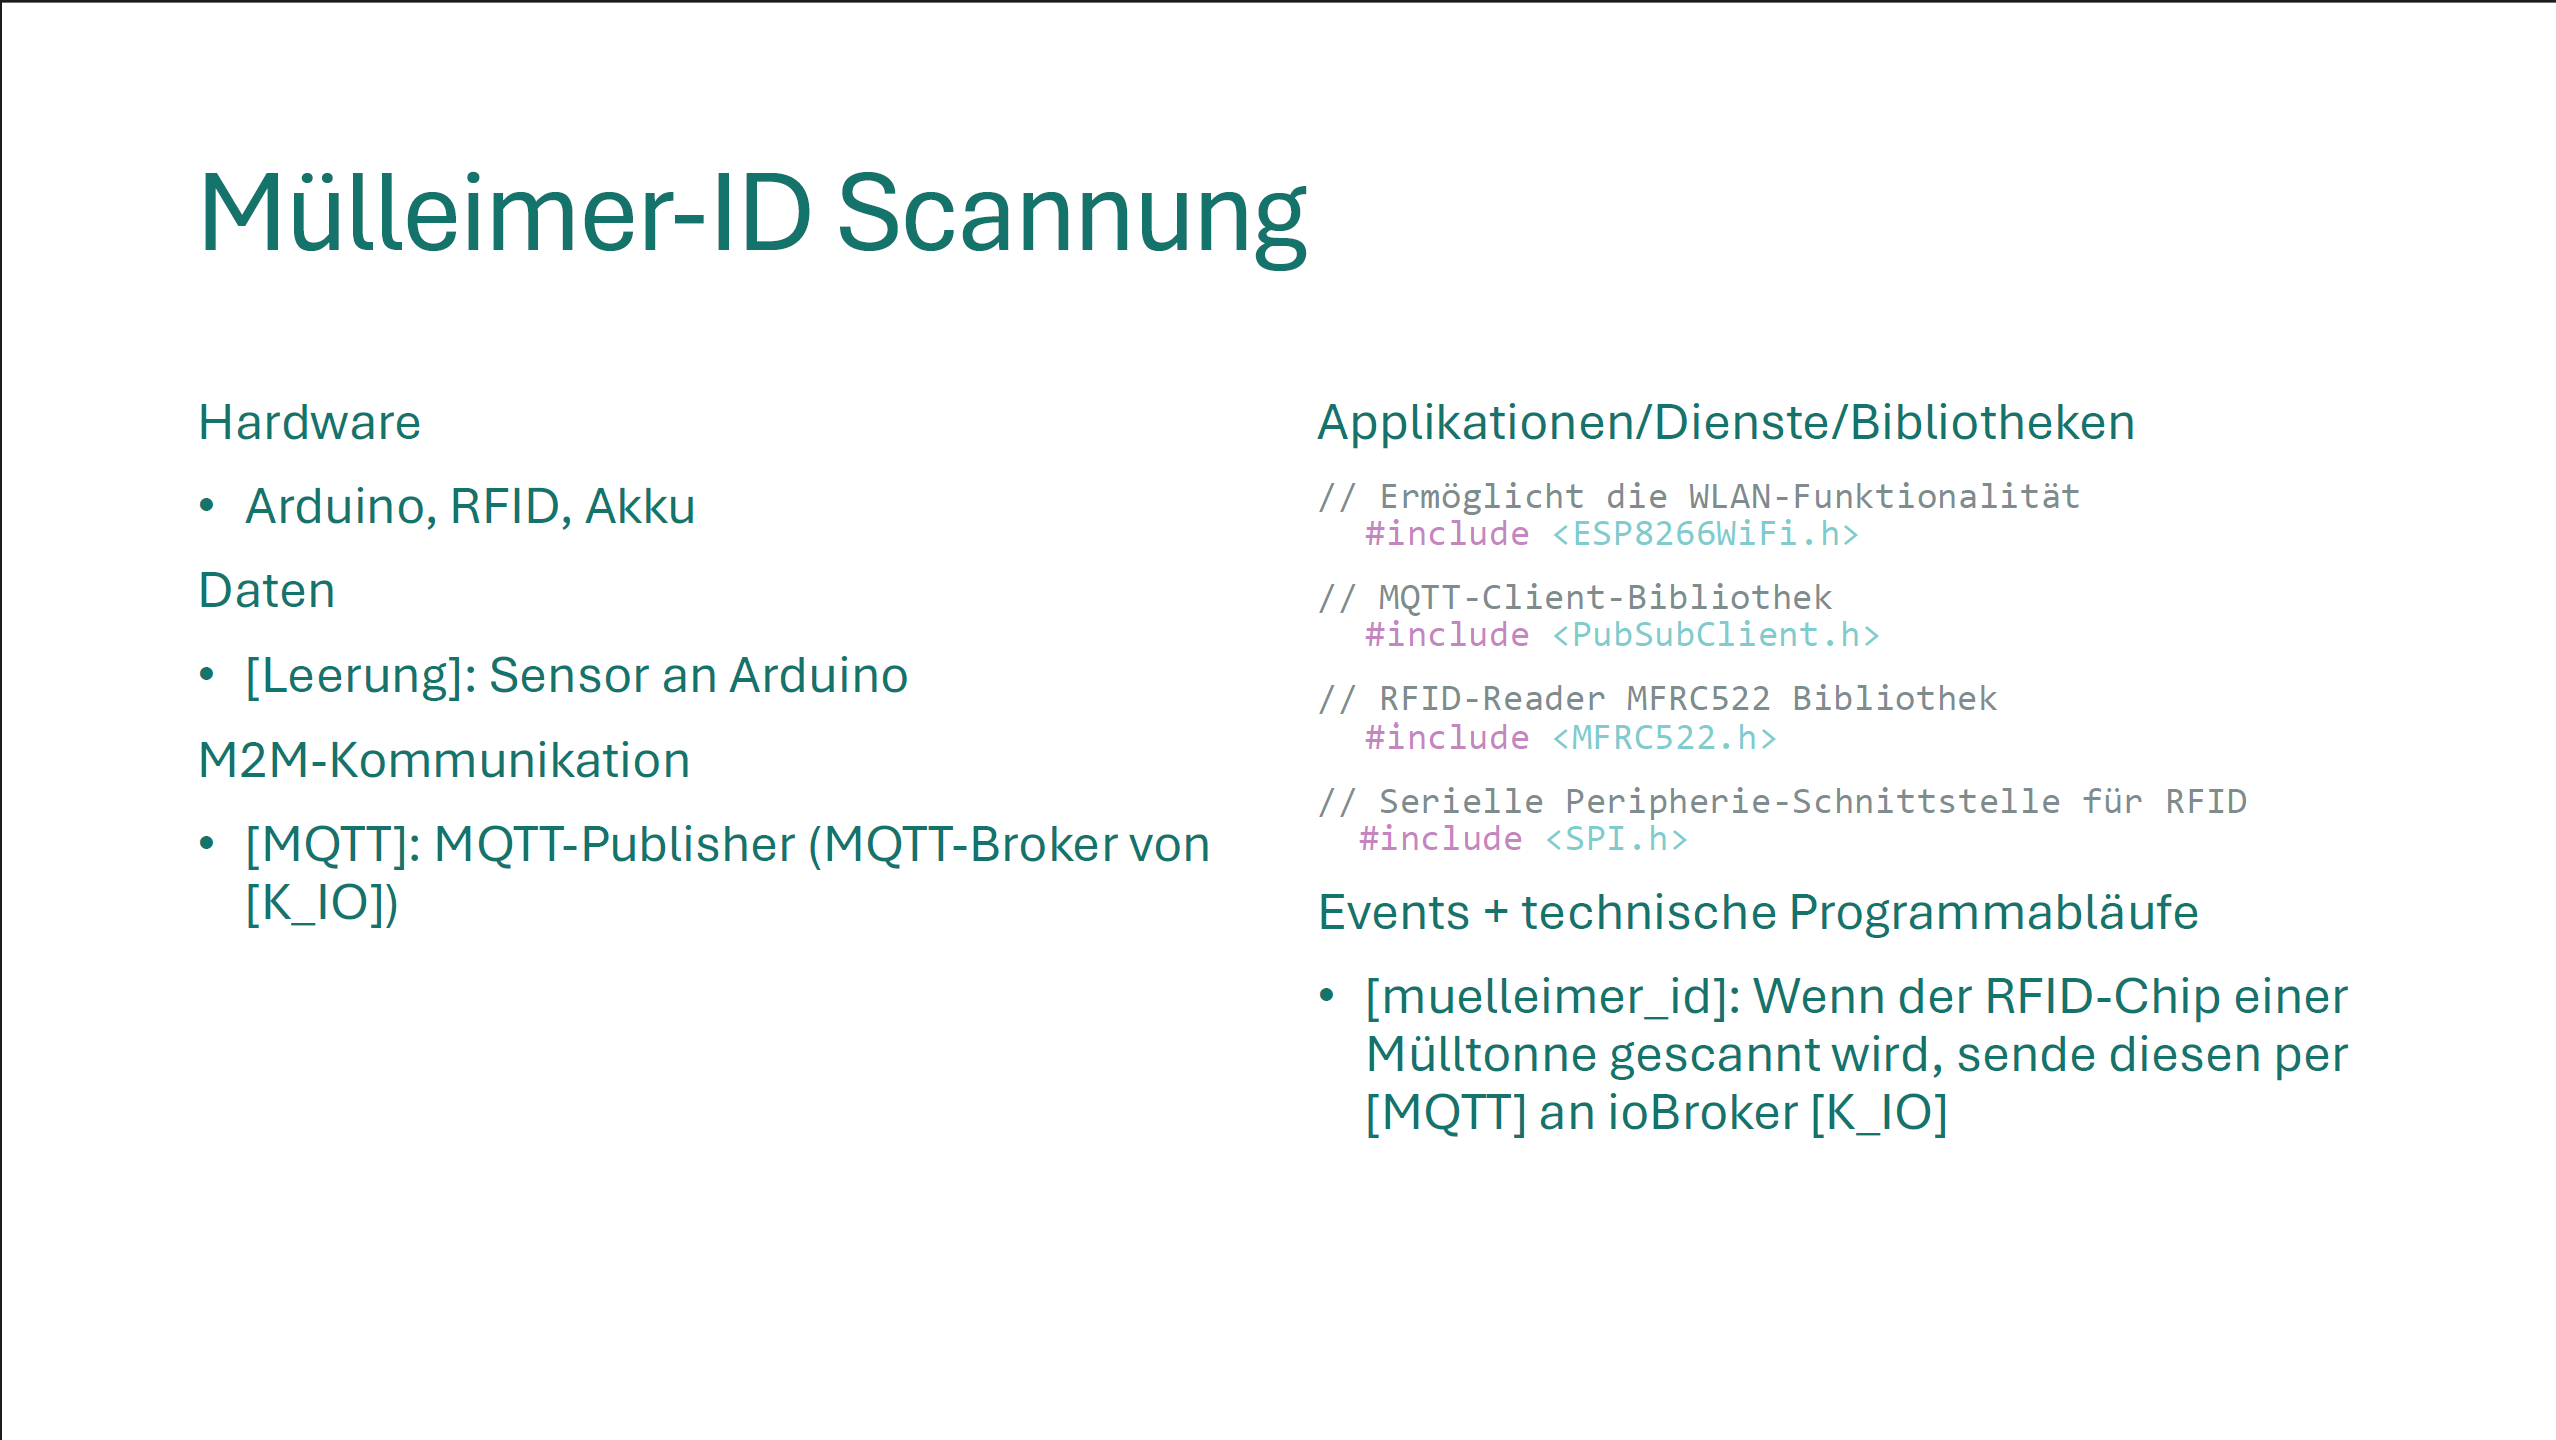 Mülleimer-ID Scannung
Hardware
• Arduino, RFID, Akku
Daten
• [Leerung]: Sensor an Arduino
M2M-Kommunikation
• [MQTT]: MQTT-Publisher (MQTT-Broker von
[K_IO])
Applikationen/Dienste/Bibliotheken
// Ermöglicht die WLAN-Funktionalität
#include <ESP8266WiFi.h>
// MQTT-Client-Bibliothek
#include <PubSubClient.h>
// RFID-Reader MFRC522 Bibliothek
#include <MFRC522.h>
// Serielle Peripherie-Schnittstelle für RFID
#include <SPI.h>
Events + technische Programmabläufe
• [muelleimer_id]: Wenn der RFID-Chip einer
Mülltonne gescannt wird, sende diesen per
[MQTT] an ioBroker [K_IO]